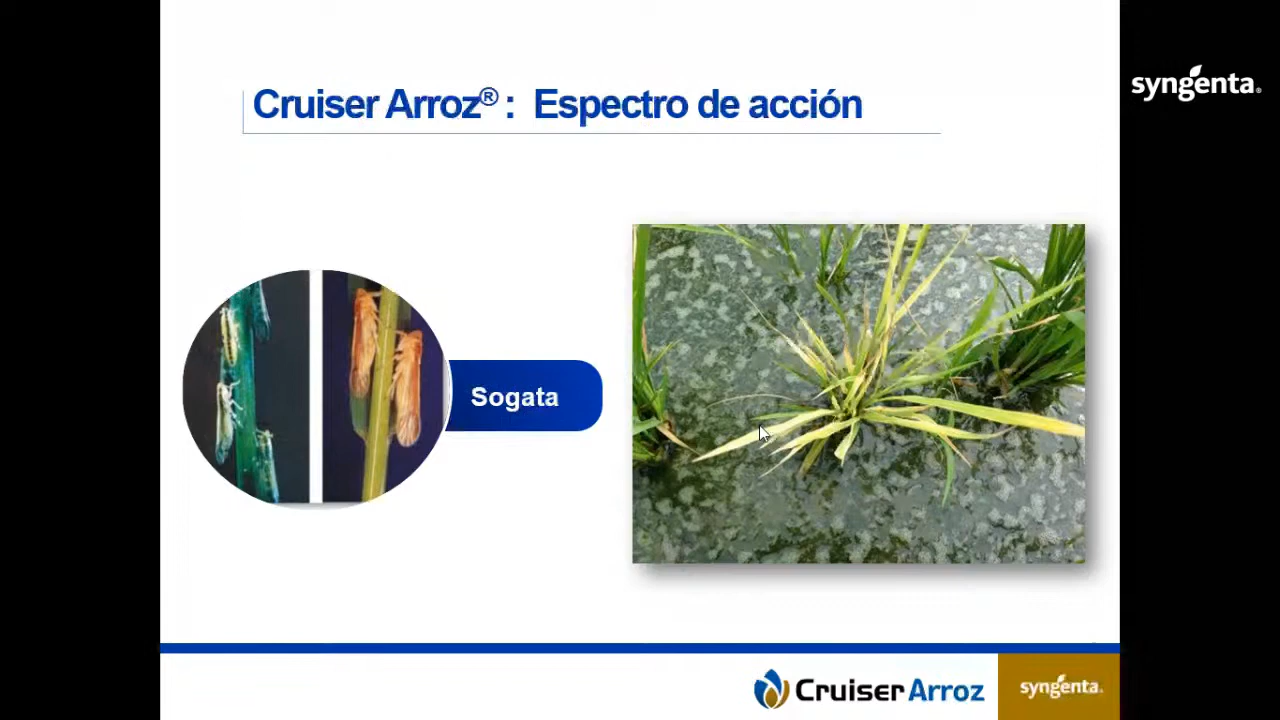 syngenta.
Cruiser Arroz® : Espectro de acción
Sogata
Cruiser Arroz
syngenta.